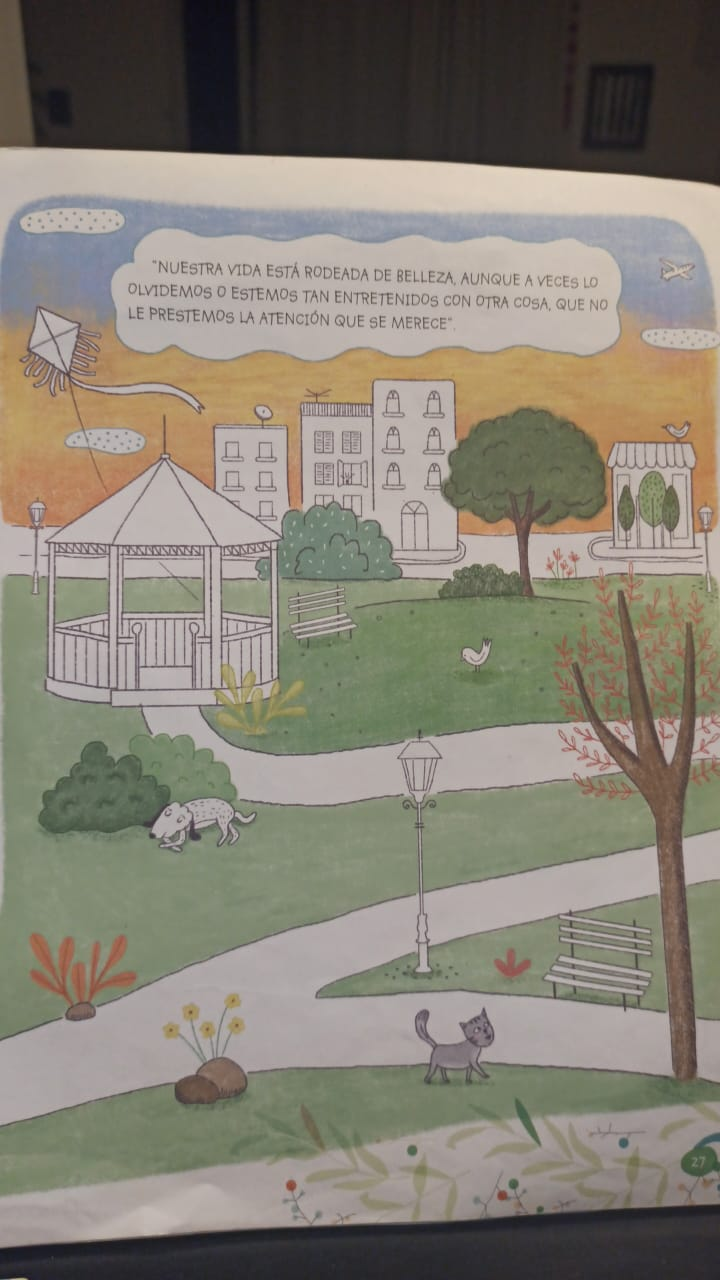 "NUESTRA VIDA ESTÁ RODEADA DE BELLEZA, AUNQUE A VECES LO
OLVIDEMOS O ESTEMOS TAN ENTRETENIDOS CON OTRA COSA, QUE NO
LE PRESTEMOS LA ATENCIÓN QUE SE MERECE".
27